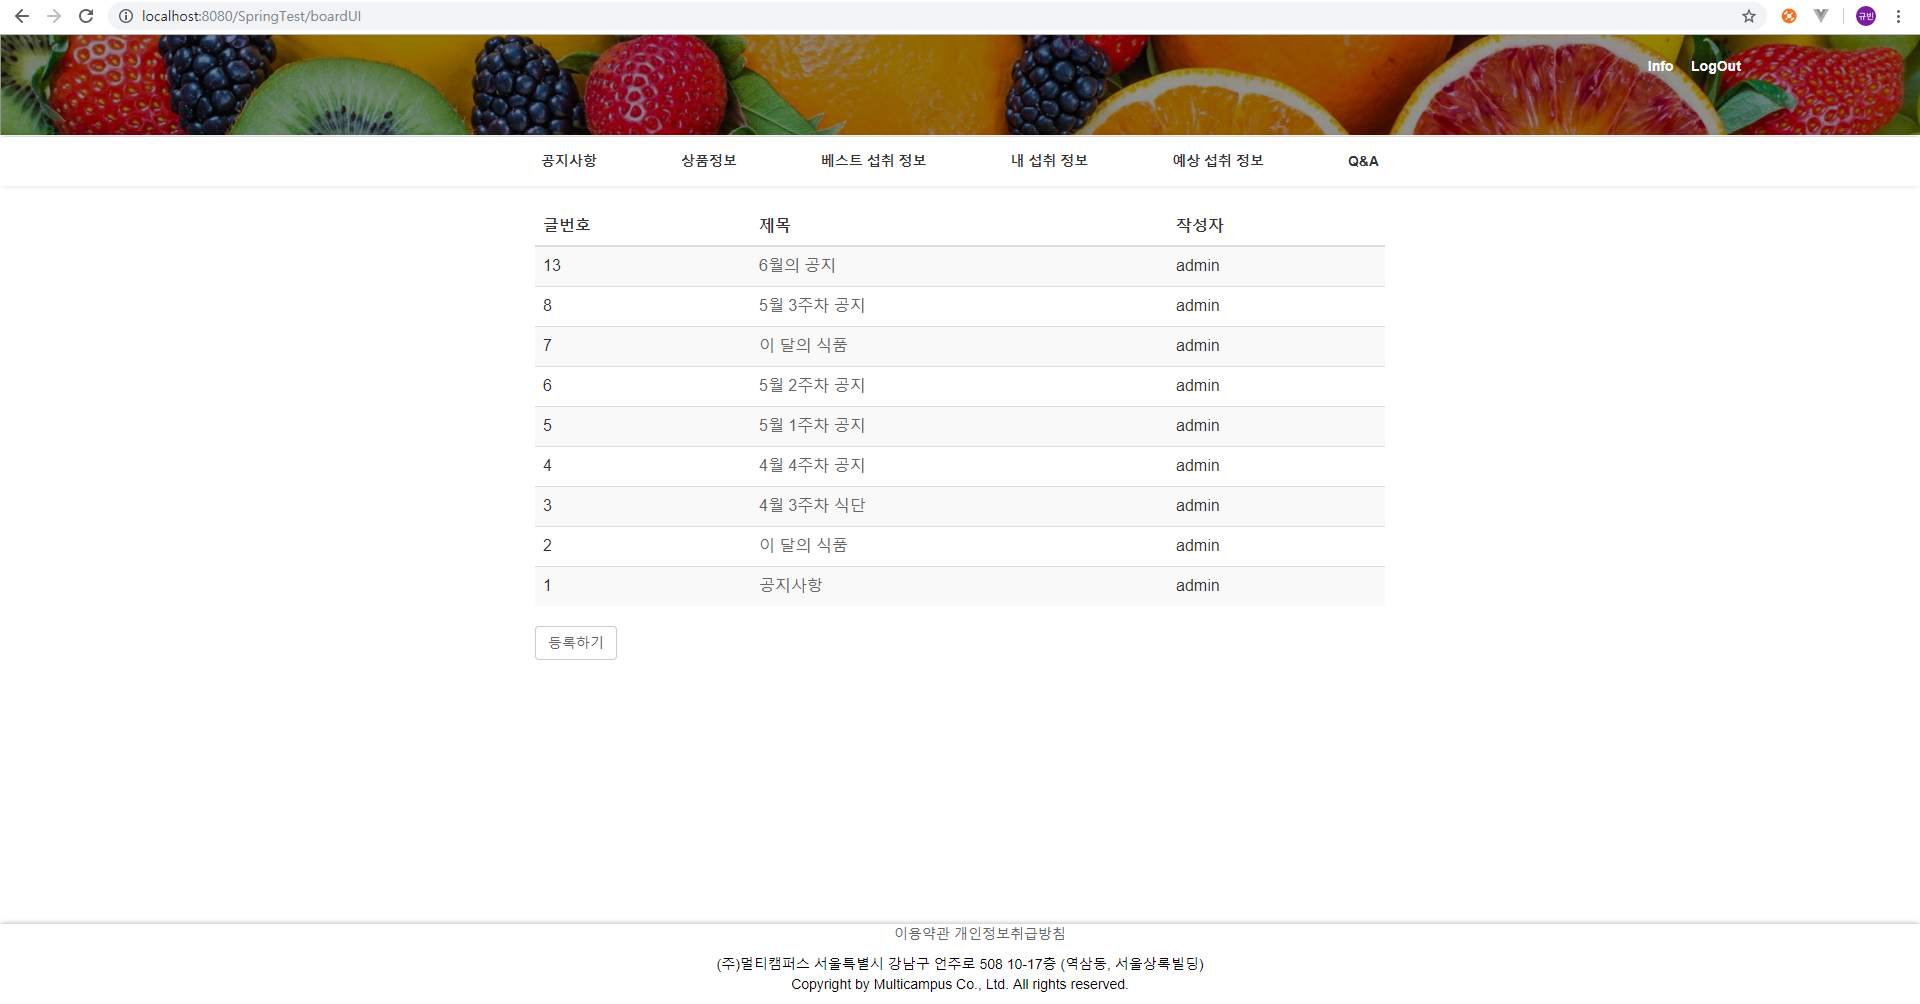 localhost:8080/SpringTest/boardUI
규빈
Info LogOut
공지사항 상품정보 베스트 섭취 정보 내 섭취 정보 예상 섭취 정보 Q&A
글번호 제목 작성자
13 6월의 공지 admin
8 5월 3주차 공지 admin
7 이 달의 식품 admin
6 5월 2주차 공지 admin
5 5월 1주차 공지 admin
4 4월 4주차 공지 admin
3 4월 3주차 식단 admin
2 이 달의 식품 admin
1 공지사항 admin
등록하기
이용약관 개인정보취급방침
(주)멀티캠퍼스 서울특별시 강남구 언주로 508 10-17층 (역삼동, 서울상록빌딩)
Copyright by Multicampus Co., Ltd. All rights reserved.